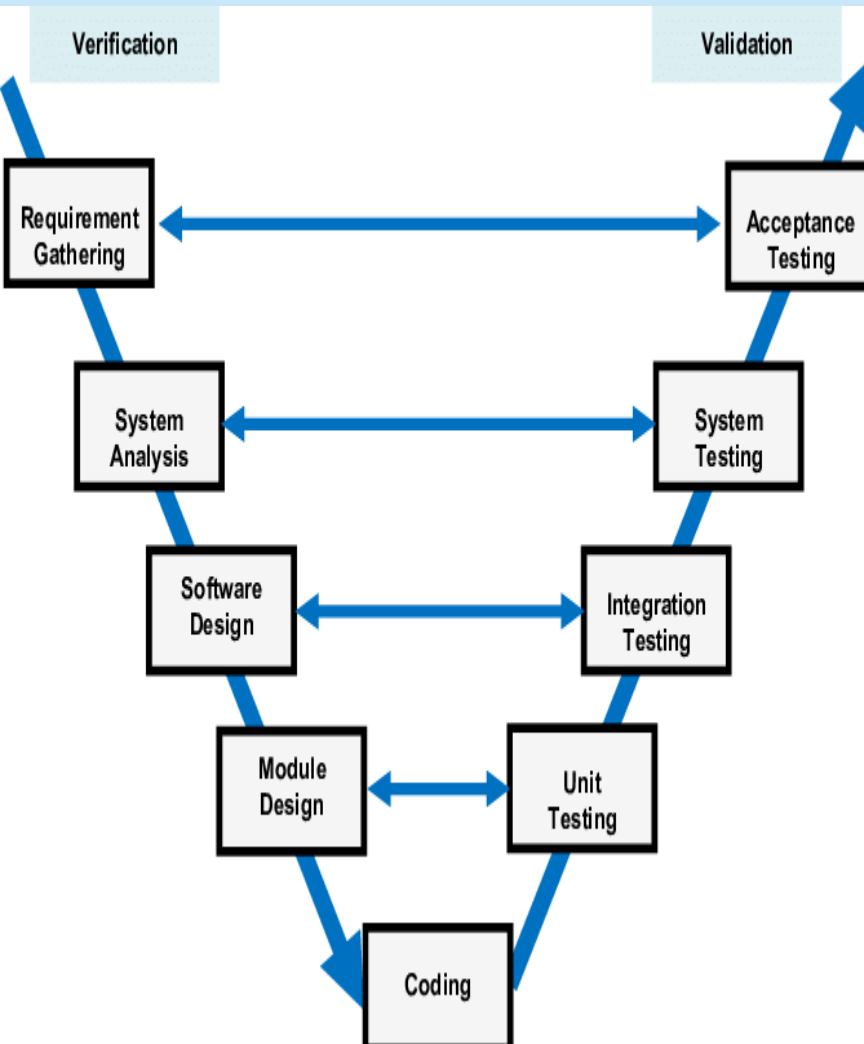 Verification
Validation
Requirement
Gathering
Acceptance
Testing
System
Analysis
System
Testing
Software
Design
Integration
Testing
Module
Design
Unit
Testing
Coding